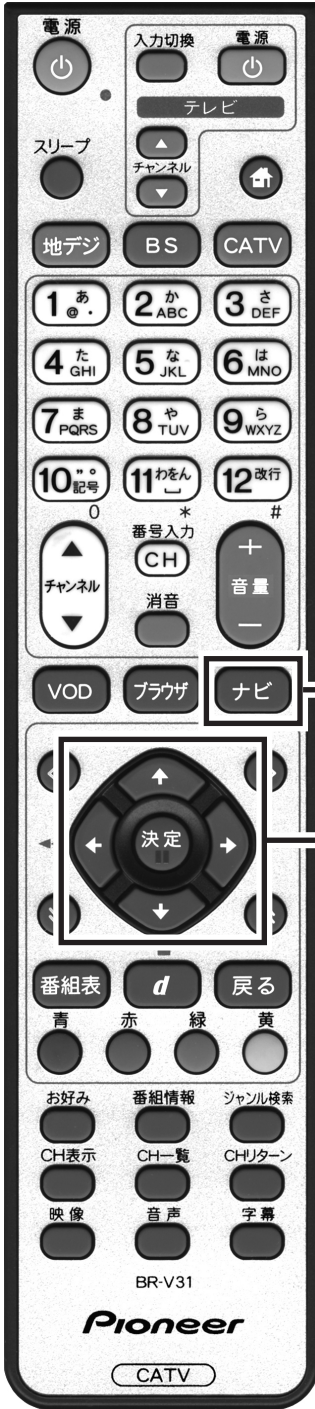 電源
入力切換 電源
テレビ
スリープ
チャンネル
地デジ BS CATV
1 あ @. 2 か ABC 3 さ DEF
4 た GHI 5 な JKL 6 は MNO
7 ま PQRS 8 や TUV 9 ら WXYZ
10 ゛゜ 記号 11 わをん 12 改行
0 * #
番号入力
チャンネル CH + 音量 −
消音
VOD ブラウザ ナビ
決定
番組表 d 戻る
青 赤 緑 黄
お好み 番組情報 ジャンル検索
CH表示 CH一覧 CHリターン
映像 音声 字幕
BR-V31
Pioneer
CATV